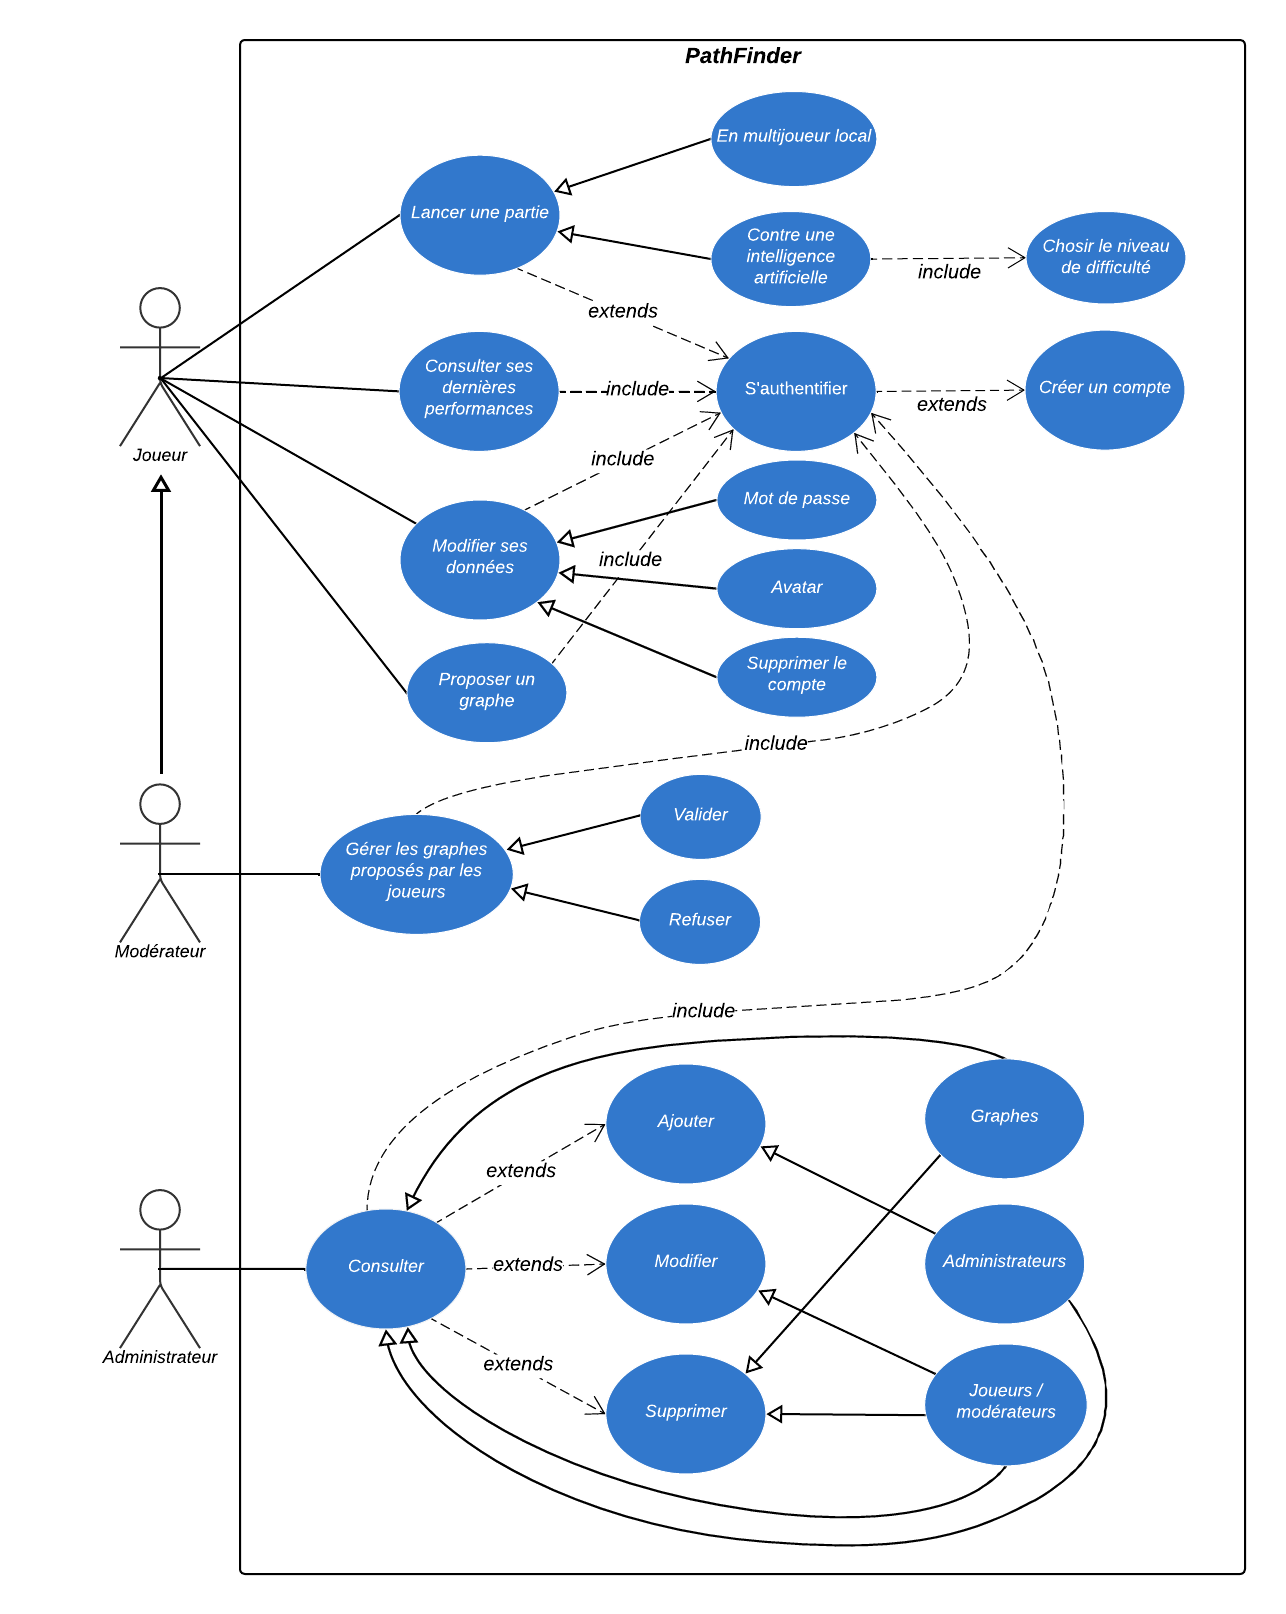 PathFinder
En multijoueur local
Lancer une partie
Contre une
intelligence
artificielle
include
Chosir le niveau
de difficulté
extends
Joueur
Consulter ses
dernières
performances
include
S'authentifier
extends
Créer un compte
include
Mot de passe
Modifier ses
données
include
Avatar
Proposer un
graphe
Supprimer le
compte
include
Modérateur
Gérer les graphes
proposés par les
joueurs
Valider
Refuser
include
Administrateur
Consulter
extends
Ajouter
Graphes
extends
Modifier
Administrateurs
extends
Supprimer
Joueurs /
modérateurs